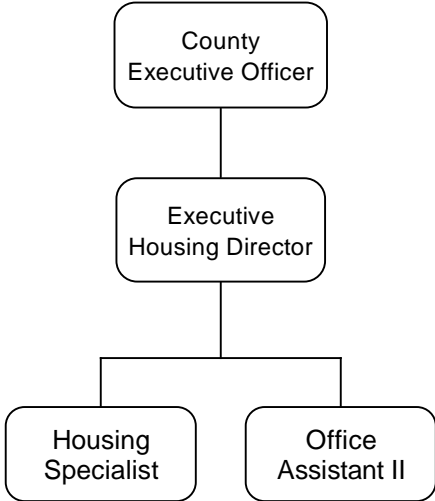 County
Executive Officer
Executive
Housing Director
Housing
Specialist
Office
Assistant II